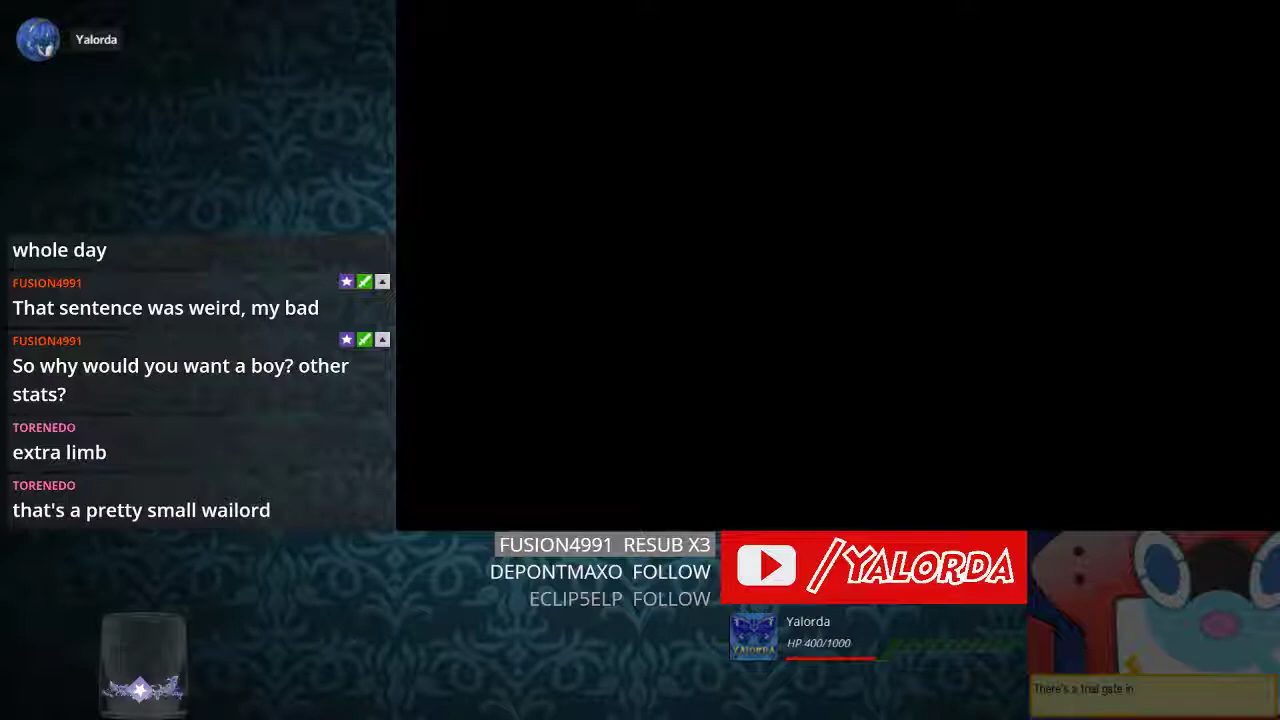 Yalorda
whole day
FUSION4991
That sentence was weird, my bad
FUSION4991
So why would you want a boy? other
stats?
TORENEDO
extra limb
TORENEDO
that's a pretty small wailord
FUSION4991 RESUB X3
DEPONTMAXO FOLLOW
ECLIP5ELP FOLLOW
/YALORDA
Yalorda
HP 400/1000
YALORDA
There's a trial gate in